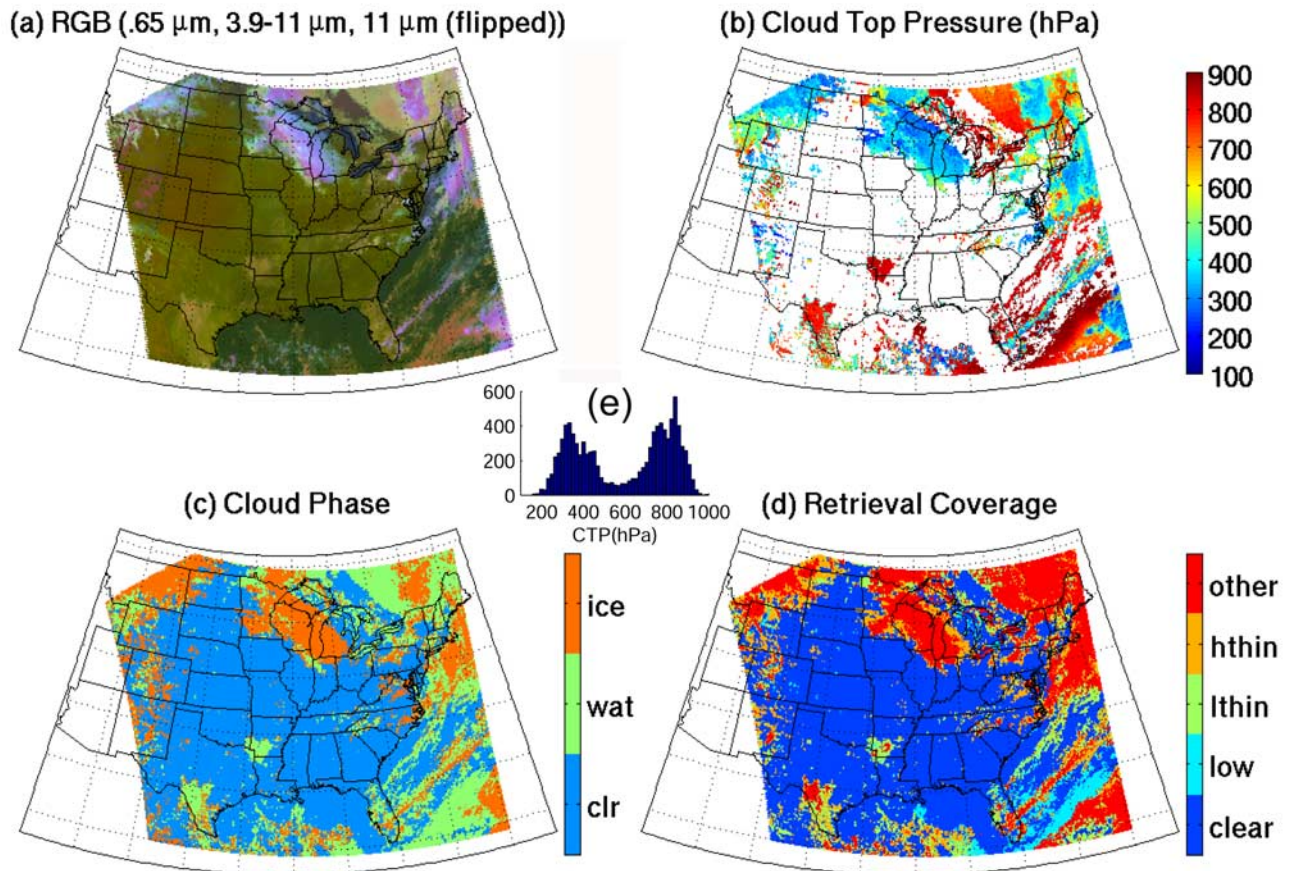 (a) RGB (.65 μm, 3.9-11 μm, 11 μm (flipped))
(b) Cloud Top Pressure (hPa)
900
800
700
600
500
400
300
200
100
(e)
600
400
200
0
200 400 600 800 1000
CTP(hPa)
(c) Cloud Phase
ice
wat
clr
(d) Retrieval Coverage
other
hthin
lthin
low
clear